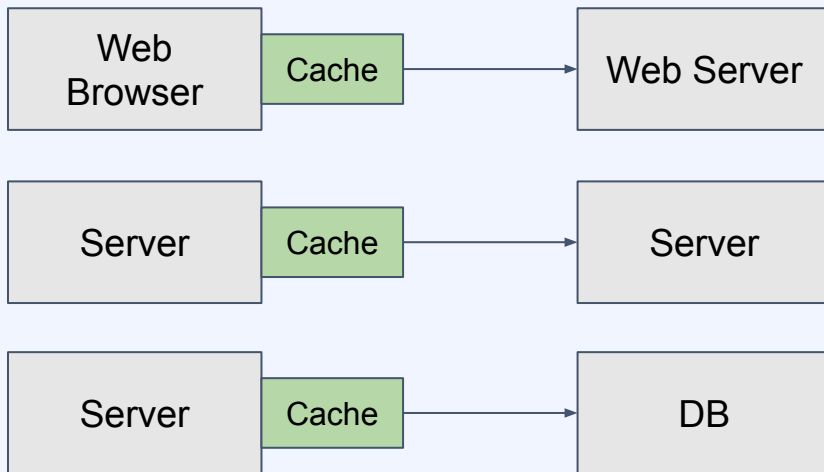 Web
Browser
Cache
Web Server
Server
Cache
Server
Server
Cache
DB